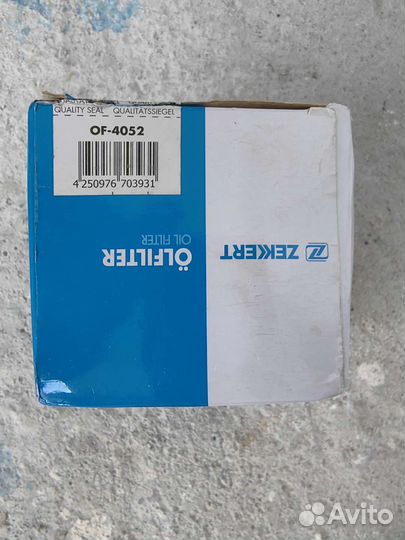 QUALITY SEAL QUALITÄTSSIEGEL
OF-4052
4 250976 703931
ÖLFILTER
OIL FILTER
ZEKKERT
Avito